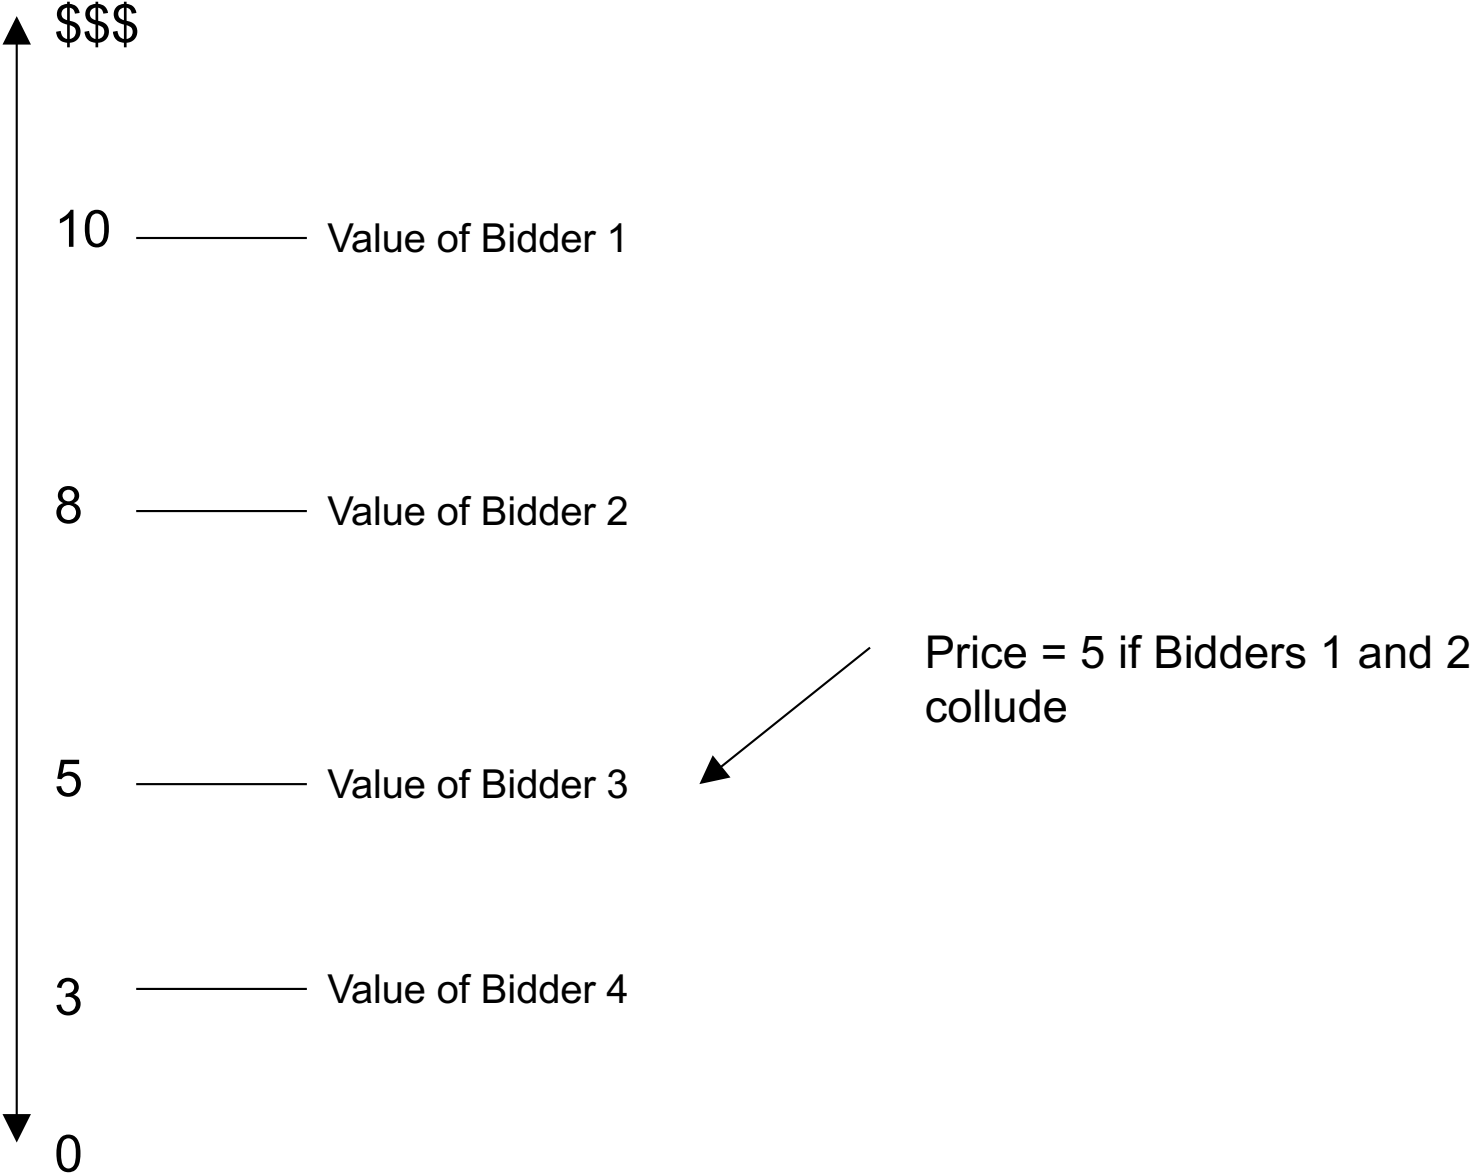 $$$
10 Value of Bidder 1
8 Value of Bidder 2
Price = 5 if Bidders 1 and 2
collude
5 Value of Bidder 3
3 Value of Bidder 4
0